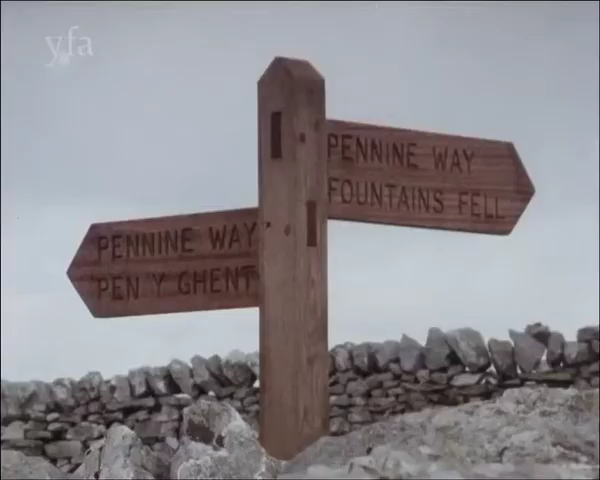 yfa
PENNINE WAY
FOUNTAINS FELL
PENNINE WAY
PEN Y GHENT